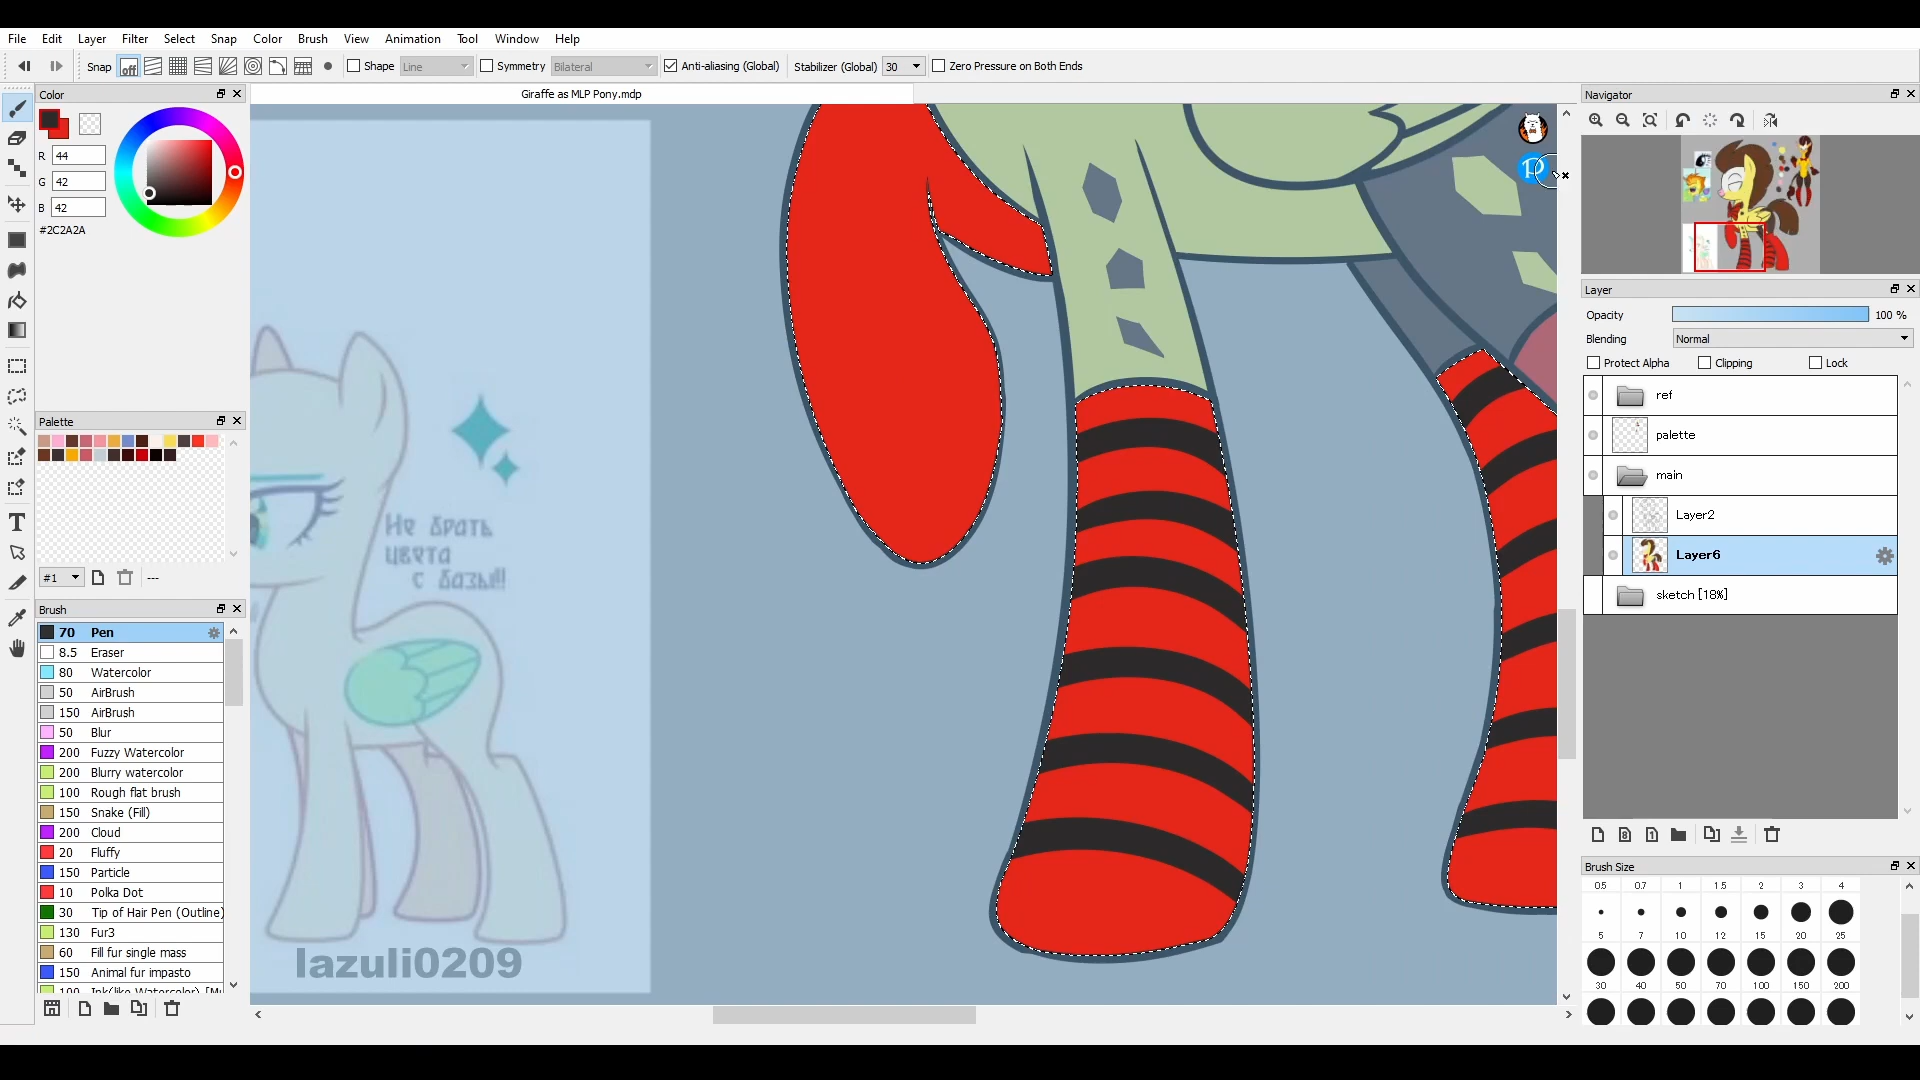 File Edit Layer Filter Select Snap Color Brush View Animation Tool Window Help
Snap off Shape Line Symmetry Bilateral Anti-aliasing (Global) Stabilizer (Global) 30 Zero Pressure on Both Ends
Color
Giraffe as MLP Pony.mdp
R 44
G 42
B 42
#2C2A2A
Palette
#1
---
Brush
70 Pen
8.5 Eraser
80 Watercolor
50 AirBrush
150 AirBrush
50 Blur
200 Fuzzy Watercolor
200 Blurry watercolor
100 Rough flat brush
150 Snake (Fill)
200 Cloud
20 Fluffy
150 Particle
10 Polka Dot
30 Tip of Hair Pen (Outline)
130 Fur3
60 Fill fur single mass
150 Animal fur impasto
Не брать
цвета
с базы!!
lazuli0209
Navigator
Layer
Opacity 100 %
Blending Normal
Protect Alpha Clipping Lock
ref
palette
main
Layer2
Layer6
sketch [18%]
Brush Size
0.5 0.7 1 1.5 2 3 4
5 7 10 12 15 20 25
30 40 50 70 100 150 200